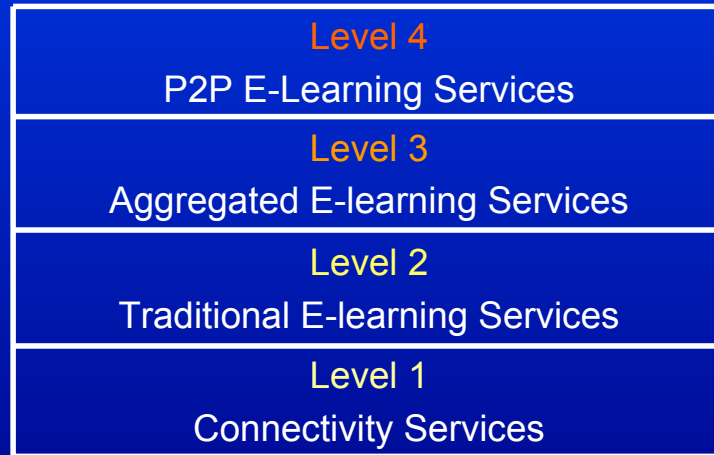 Level 4
P2P E-Learning Services
Level 3
Aggregated E-learning Services
Level 2
Traditional E-learning Services
Level 1
Connectivity Services